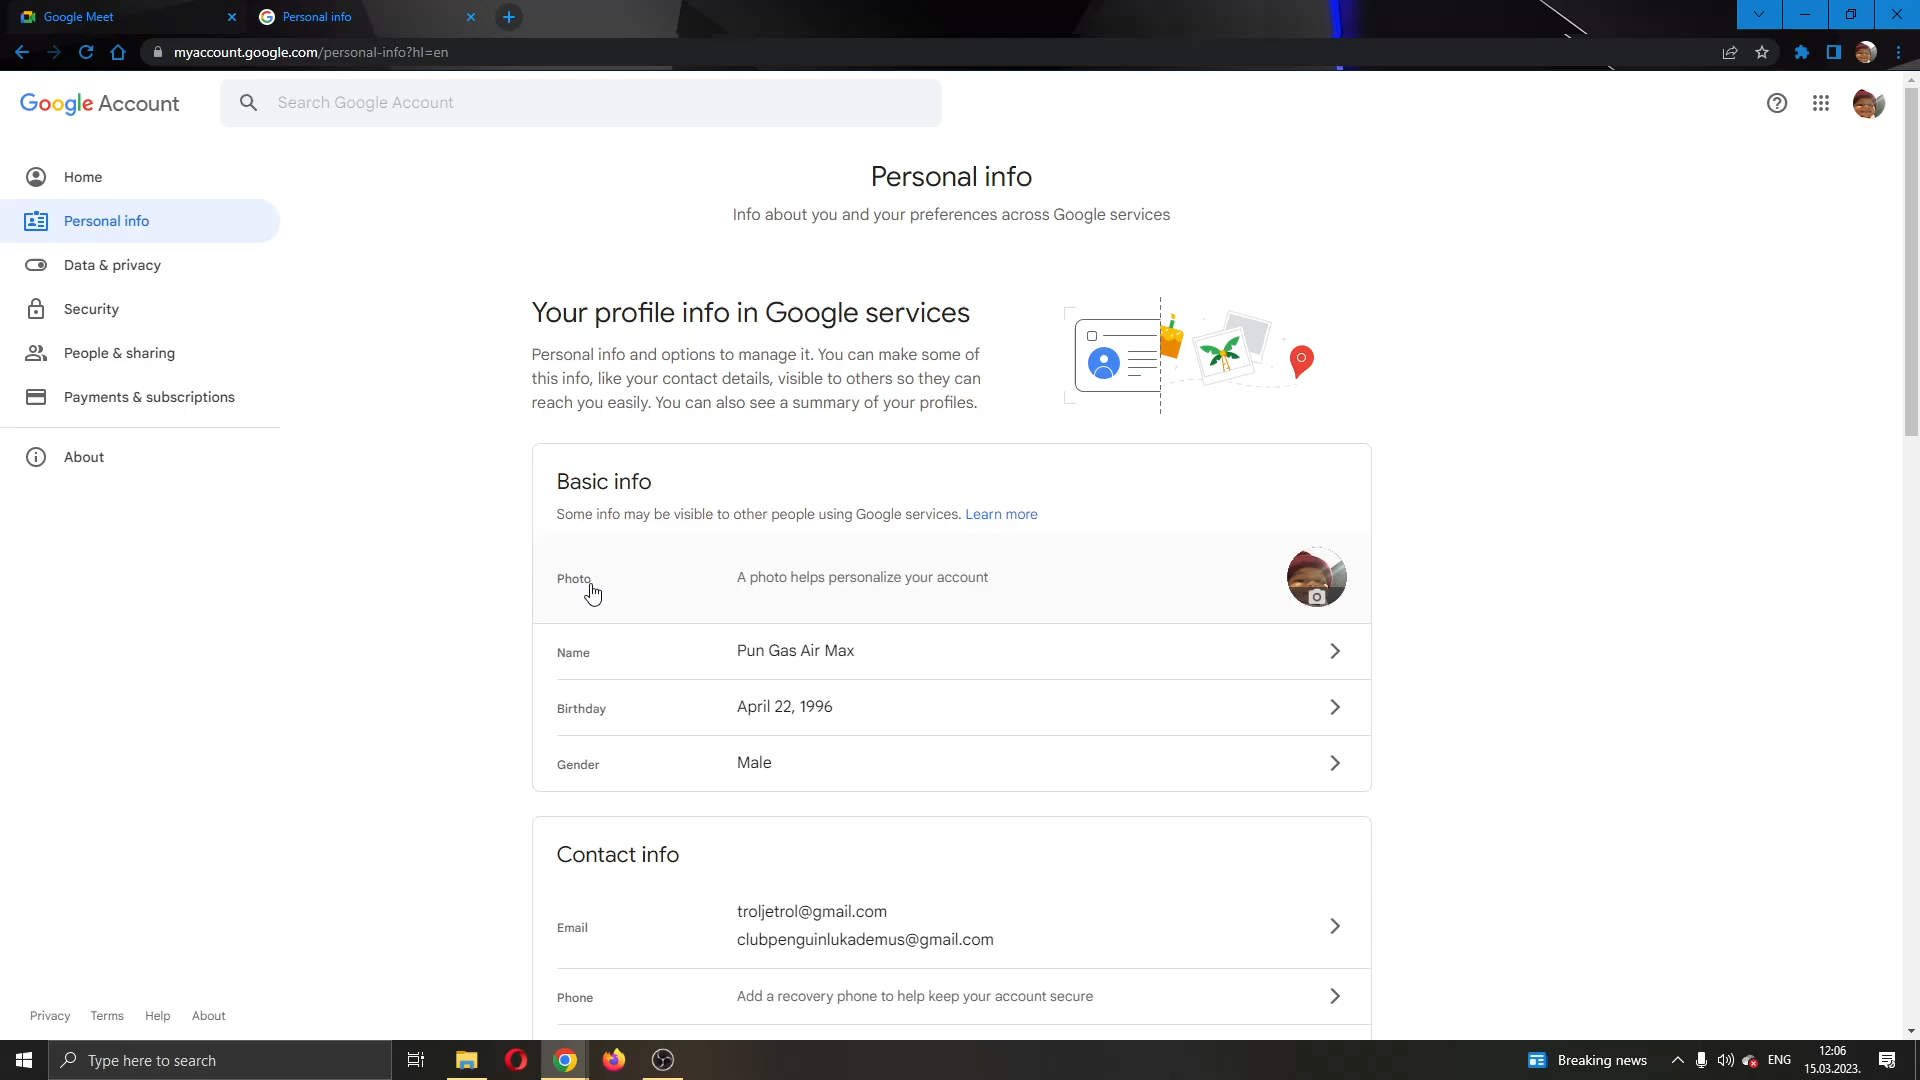 Google Meet
Personal info
myaccount.google.com/personal-info?hl=en
Google Account
Search Google Account
Home
Personal info
Data & privacy
Security
People & sharing
Payments & subscriptions
About
Personal info
Info about you and your preferences across Google services
Your profile info in Google services
Personal info and options to manage it. You can make some of
this info, like your contact details, visible to others so they can
reach you easily. You can also see a summary of your profiles.
Basic info
Some info may be visible to other people using Google services. Learn more
Photo
A photo helps personalize your account
Name
Pun Gas Air Max
Birthday
April 22, 1996
Gender
Male
Contact info
Email
troljetrol@gmail.com
clubpenguinlukademus@gmail.com
Phone
Add a recovery phone to help keep your account secure
Privacy Terms Help About
Type here to search
Breaking news
ENG
12:06
15.03.2023.